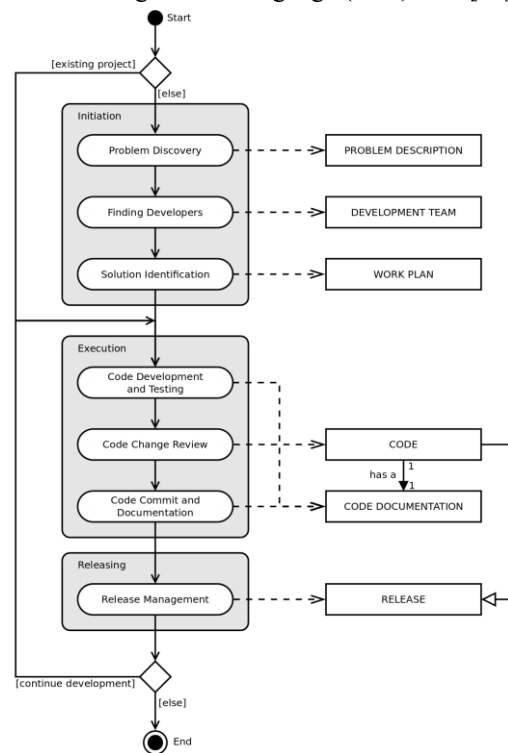 Start
[existing project]
[else]
Initiation
Problem Discovery
PROBLEM DESCRIPTION
Finding Developers
DEVELOPMENT TEAM
Solution Identification
WORK PLAN
Execution
Code Development
and Testing
Code Change Review
CODE
has a
1
1
Code Commit and
Documentation
CODE DOCUMENTATION
Releasing
Release Management
RELEASE
[continue development]
[else]
End